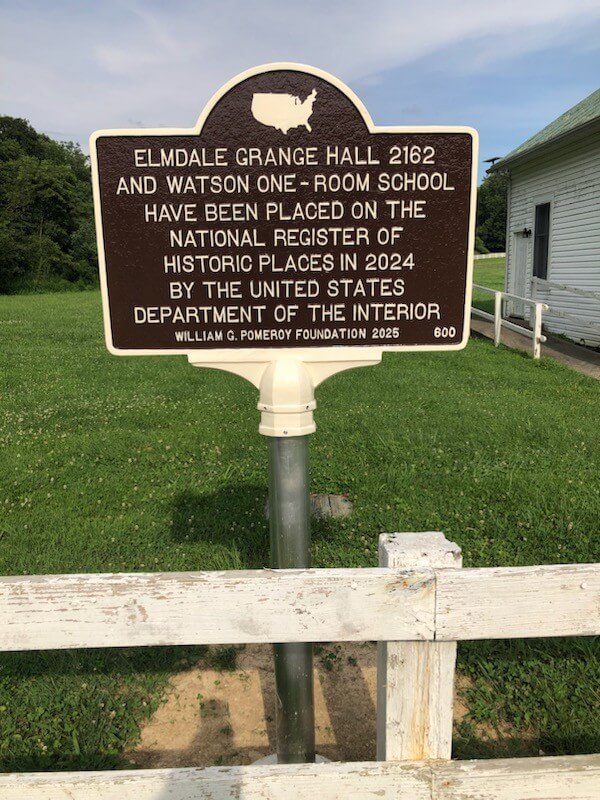 ELMDALE GRANGE HALL 2162
AND WATSON ONE-ROOM SCHOOL
HAVE BEEN PLACED ON THE
NATIONAL REGISTER OF
HISTORIC PLACES IN 2024
BY THE UNITED STATES
DEPARTMENT OF THE INTERIOR
WILLIAM G. POMEROY FOUNDATION 2025 600